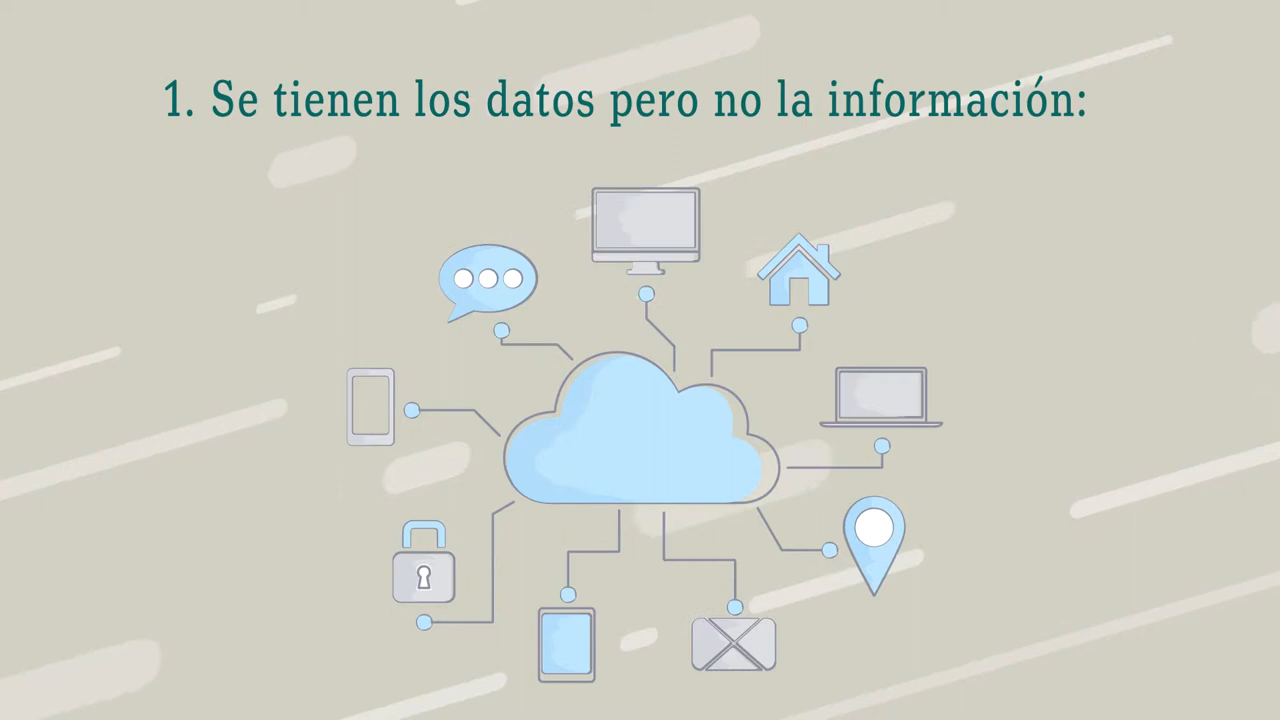 1. Se tienen los datos pero no la información: